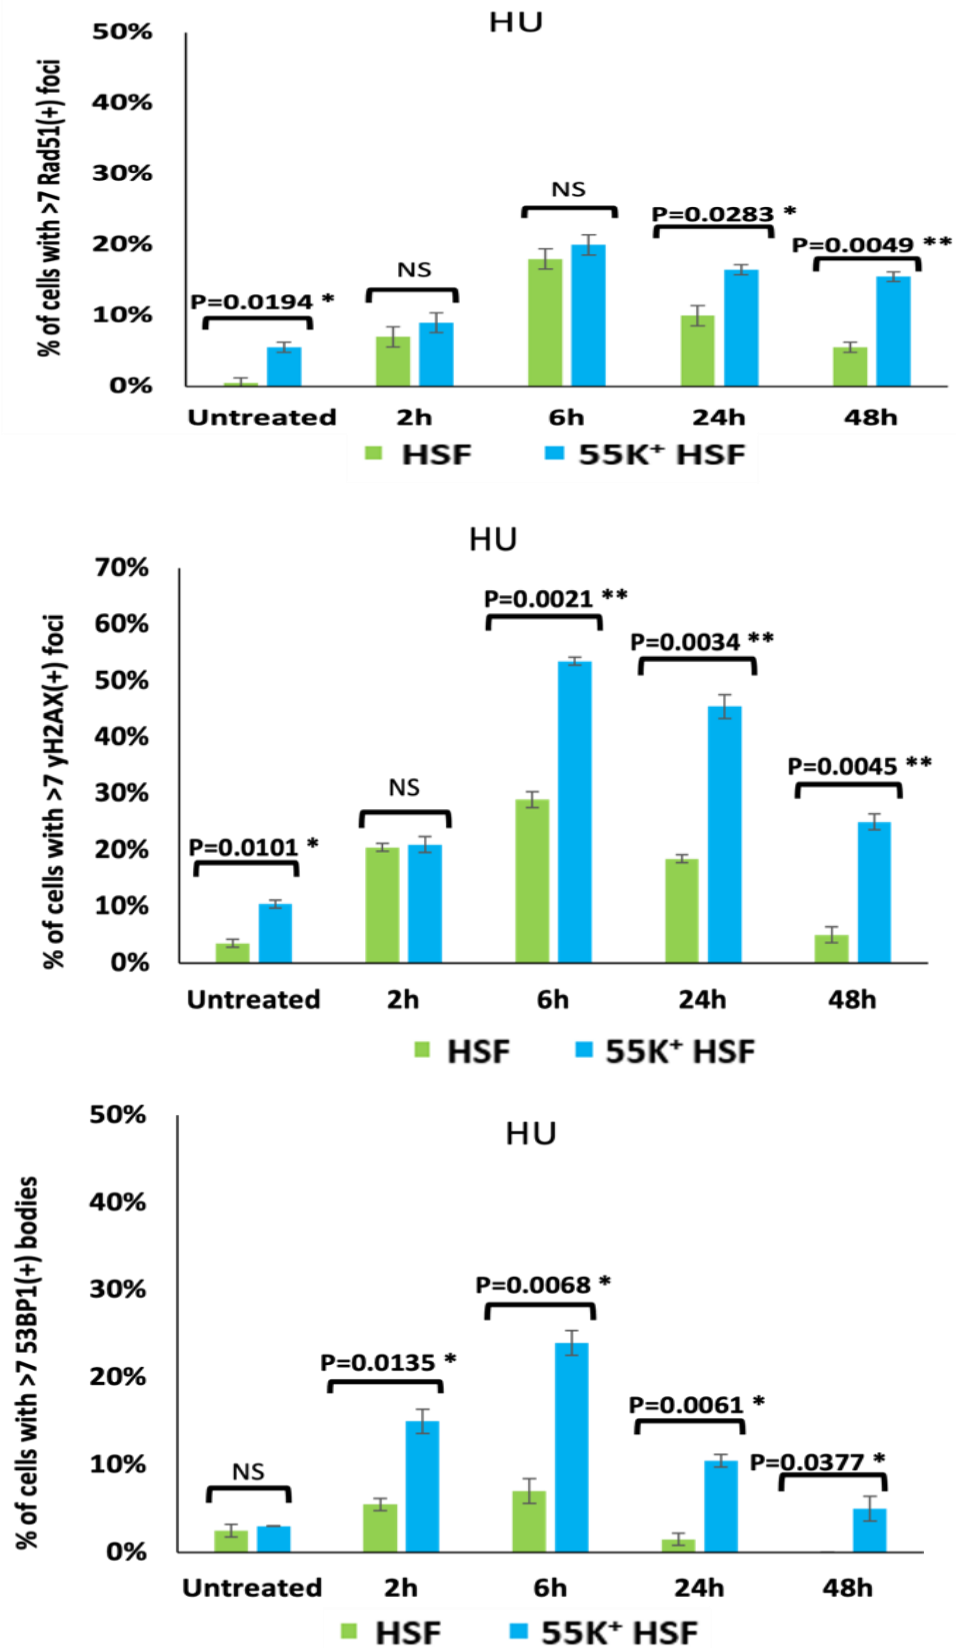 HU
% of cells with >7 Rad51(+) foci
50%
40%
30%
20%
10%
0%
P=0.0194 *
NS
NS
P=0.0283 *
P=0.0049 **
Untreated 2h 6h 24h 48h
HSF 55K⁺ HSF
HU
% of cells with >7 yH2AX(+) foci
70%
60%
50%
40%
30%
20%
10%
0%
P=0.0101 *
NS
P=0.0021 **
P=0.0034 **
P=0.0045 **
Untreated 2h 6h 24h 48h
HSF 55K⁺ HSF
HU
% of cells with >7 53BP1(+) bodies
50%
40%
30%
20%
10%
0%
NS
P=0.0135 *
P=0.0068 *
P=0.0061 *
P=0.0377 *
Untreated 2h 6h 24h 48h
HSF 55K⁺ HSF